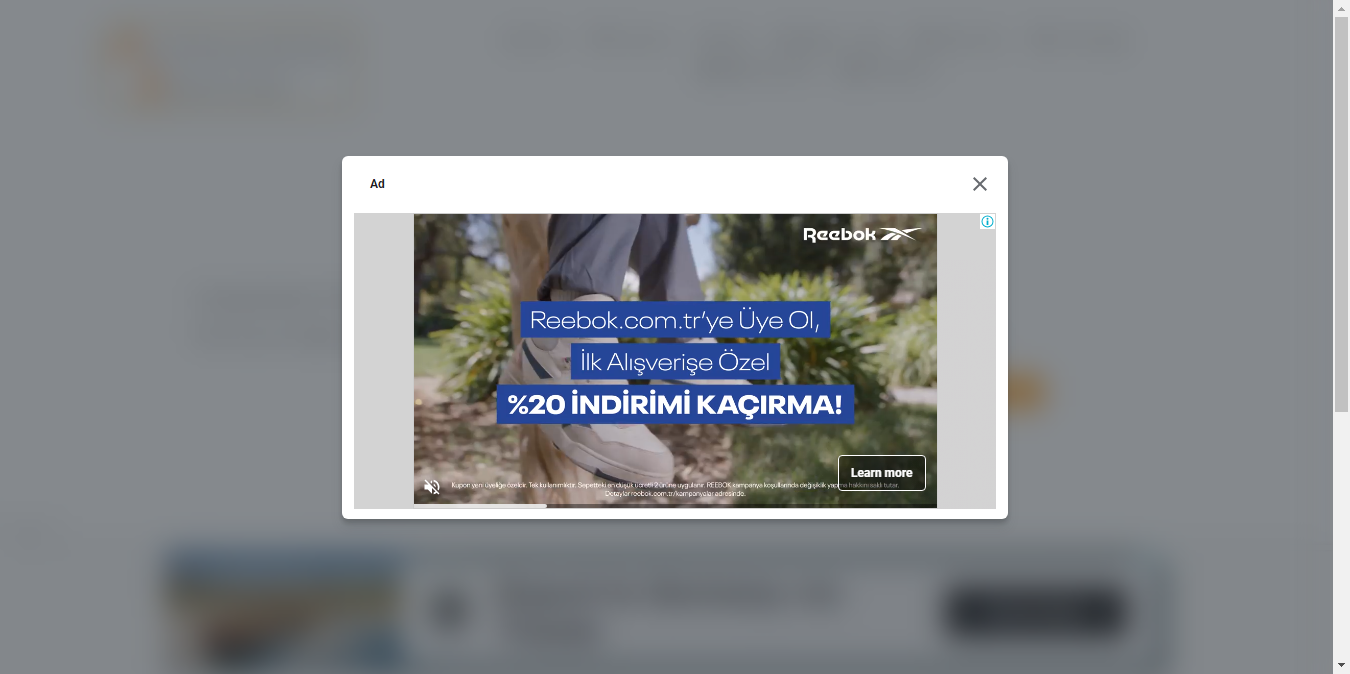 Ad
Reebok
Reebok.com.tr'ye Üye Ol,
İlk Alışverişe Özel
%20 İNDİRİMİ KAÇIRMA!
Learn more
Kupon yeni üyeliğe özeldir. Tek kullanımlıktır. Sepetteki en düşük ücretli 2 ürüne uygulanır. REEBOK kampanya koşullarında değişiklik yapma hakkını saklı tutar.
Detaylar reebok.com.tr/kampanyalar adresinde.